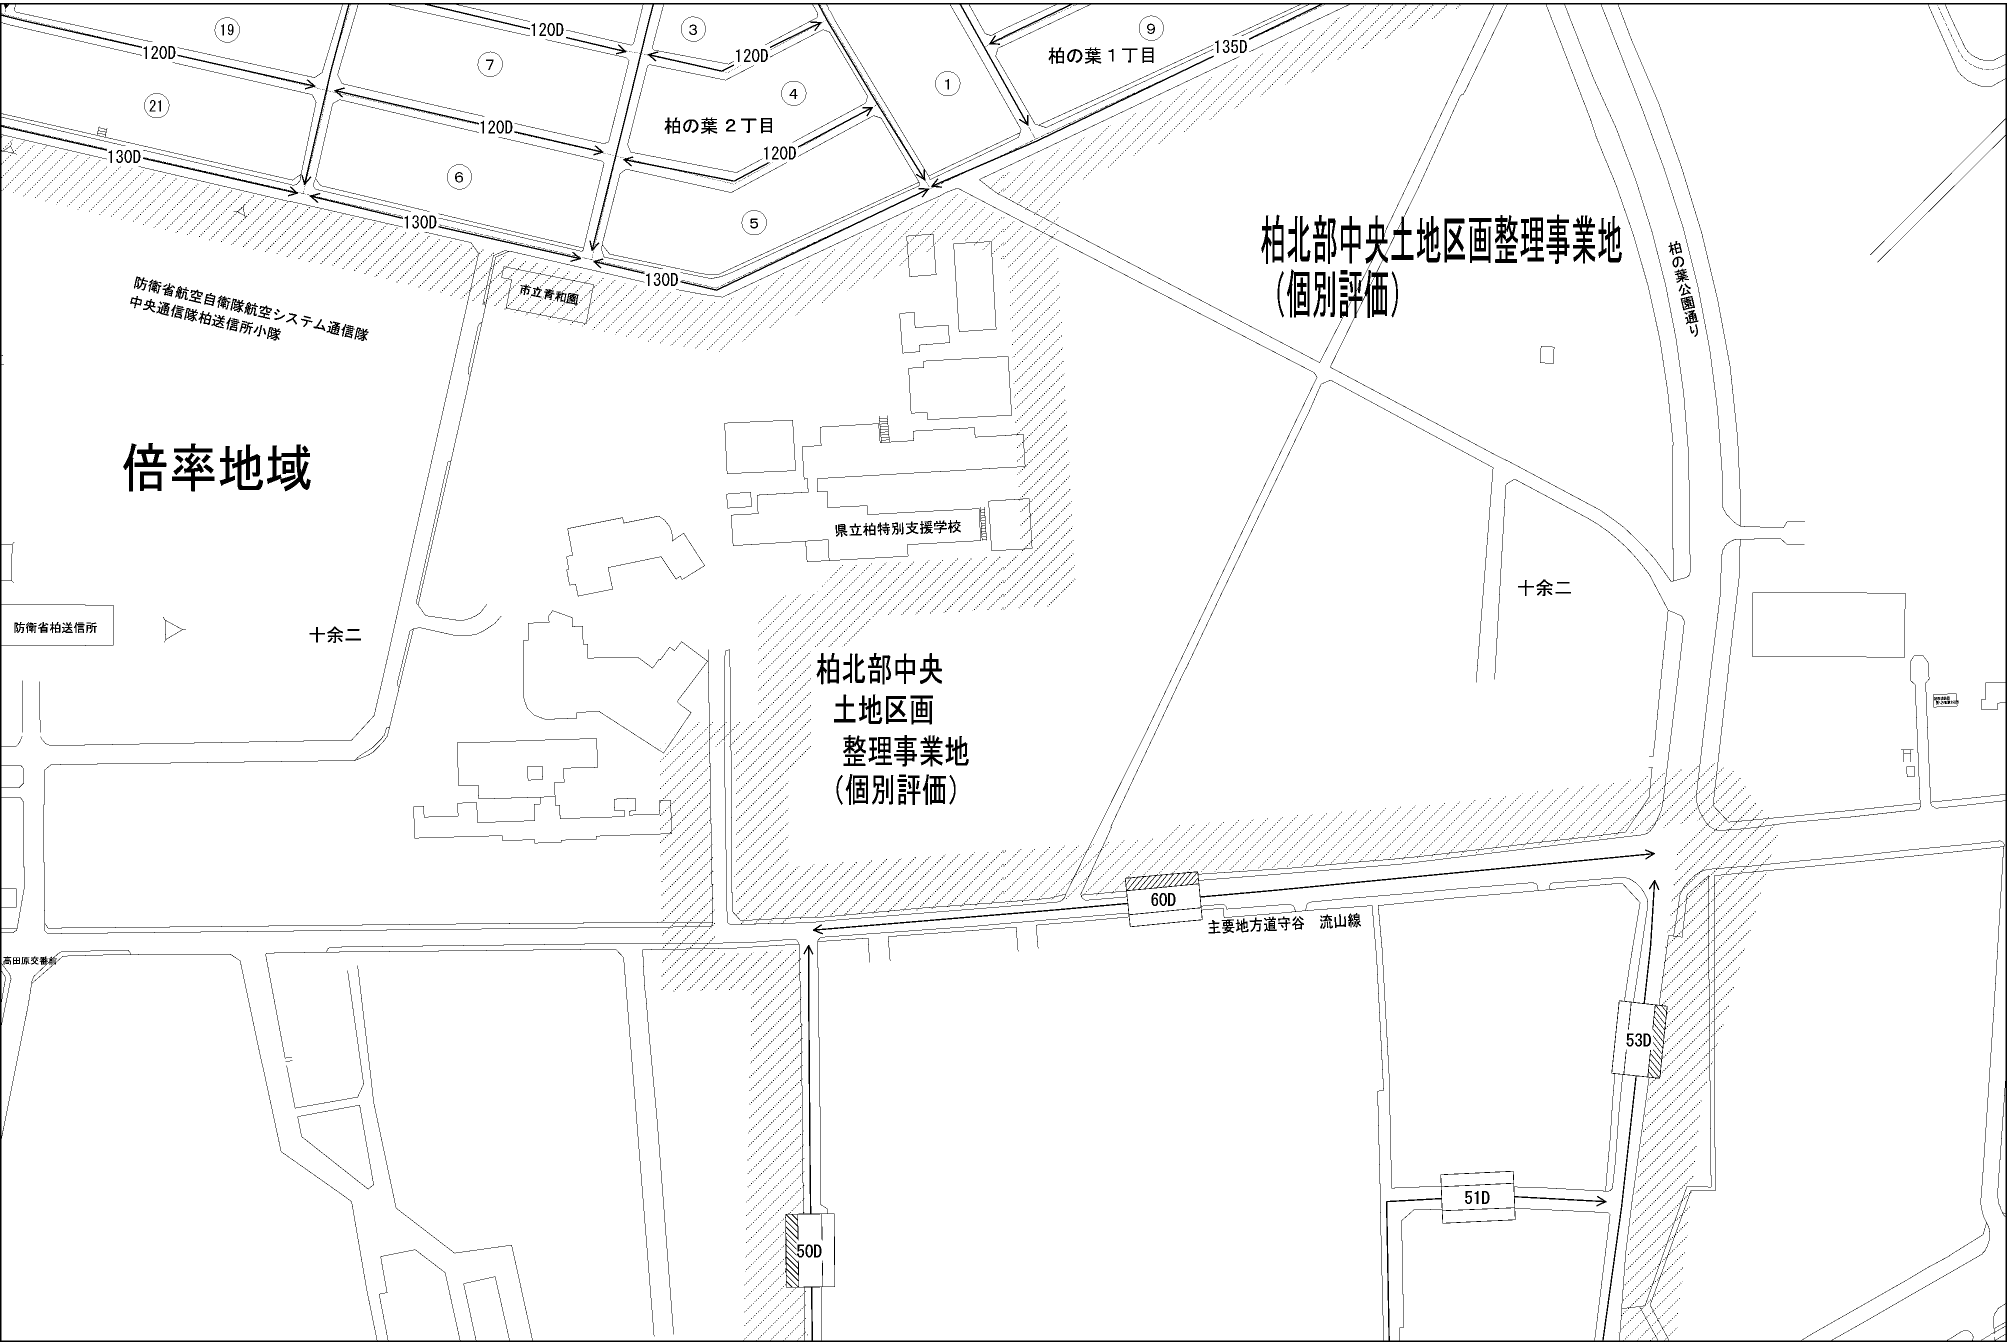 ⑲
120D
㉑
130D
120D
⑦
120D
⑥
130D
③
120D
④
柏の葉２丁目
120D
⑤
130D
①
⑨
柏の葉１丁目
135D
柏北部中央土地区画整理事業地
（個別評価）
柏の葉公園通り
防衛省航空自衛隊航空システム通信隊
中央通信隊柏送信所小隊
市立青和園
倍率地域
県立柏特別支援学校
防衛省柏送信所
十余二
十余二
柏北部中央
土地区画
整理事業地
（個別評価）
60D
主要地方道守谷　流山線
高田原交番前
53D
51D
50D